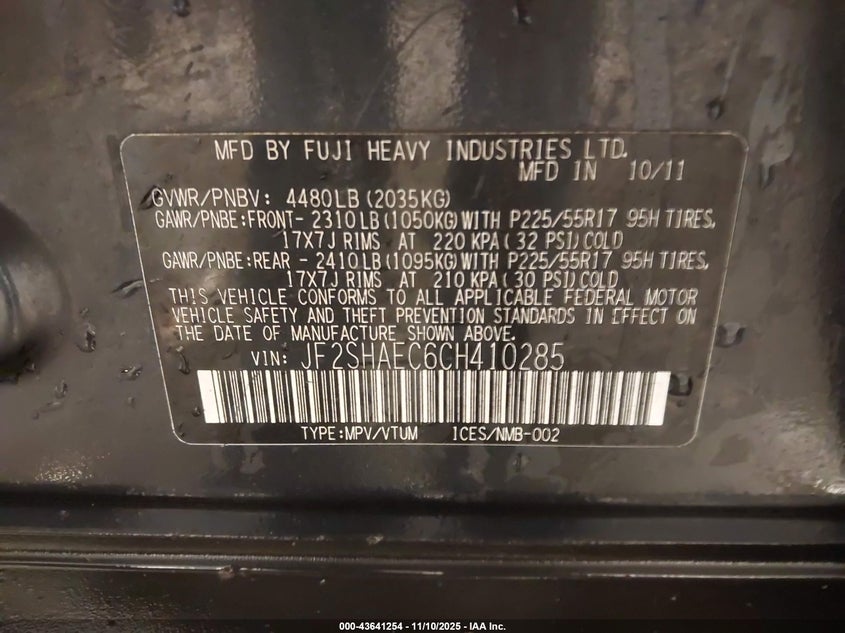 MFD BY FUJI HEAVY INDUSTRIES LTD.
MFD IN 10/11
GVWR/PNBV: 4480LB (2035KG)
GAWR/PNBE:FRONT- 2310LB (1050KG) WITH P225/55R17 95H TIRES,
17X7J RIMS AT 220 KPA ( 32 PSI) COLD
GAWR/PNBE:REAR - 2410LB (1095KG) WITH P225/55R17 95H TIRES,
17X7J RIMS AT 210 KPA ( 30 PSI) COLD
THIS VEHICLE CONFORMS TO ALL APPLICABLE FEDERAL MOTOR
VEHICLE SAFETY AND THEFT PREVENTION STANDARDS IN EFFECT ON
THE DATE OF MANUFACTURE SHOWN ABOVE.
VIN: JF2SHAEC6CH410285
TYPE:MPV/VTUM ICES/NMB-002
000-43641254 - 11/10/2025 - IAA Inc.